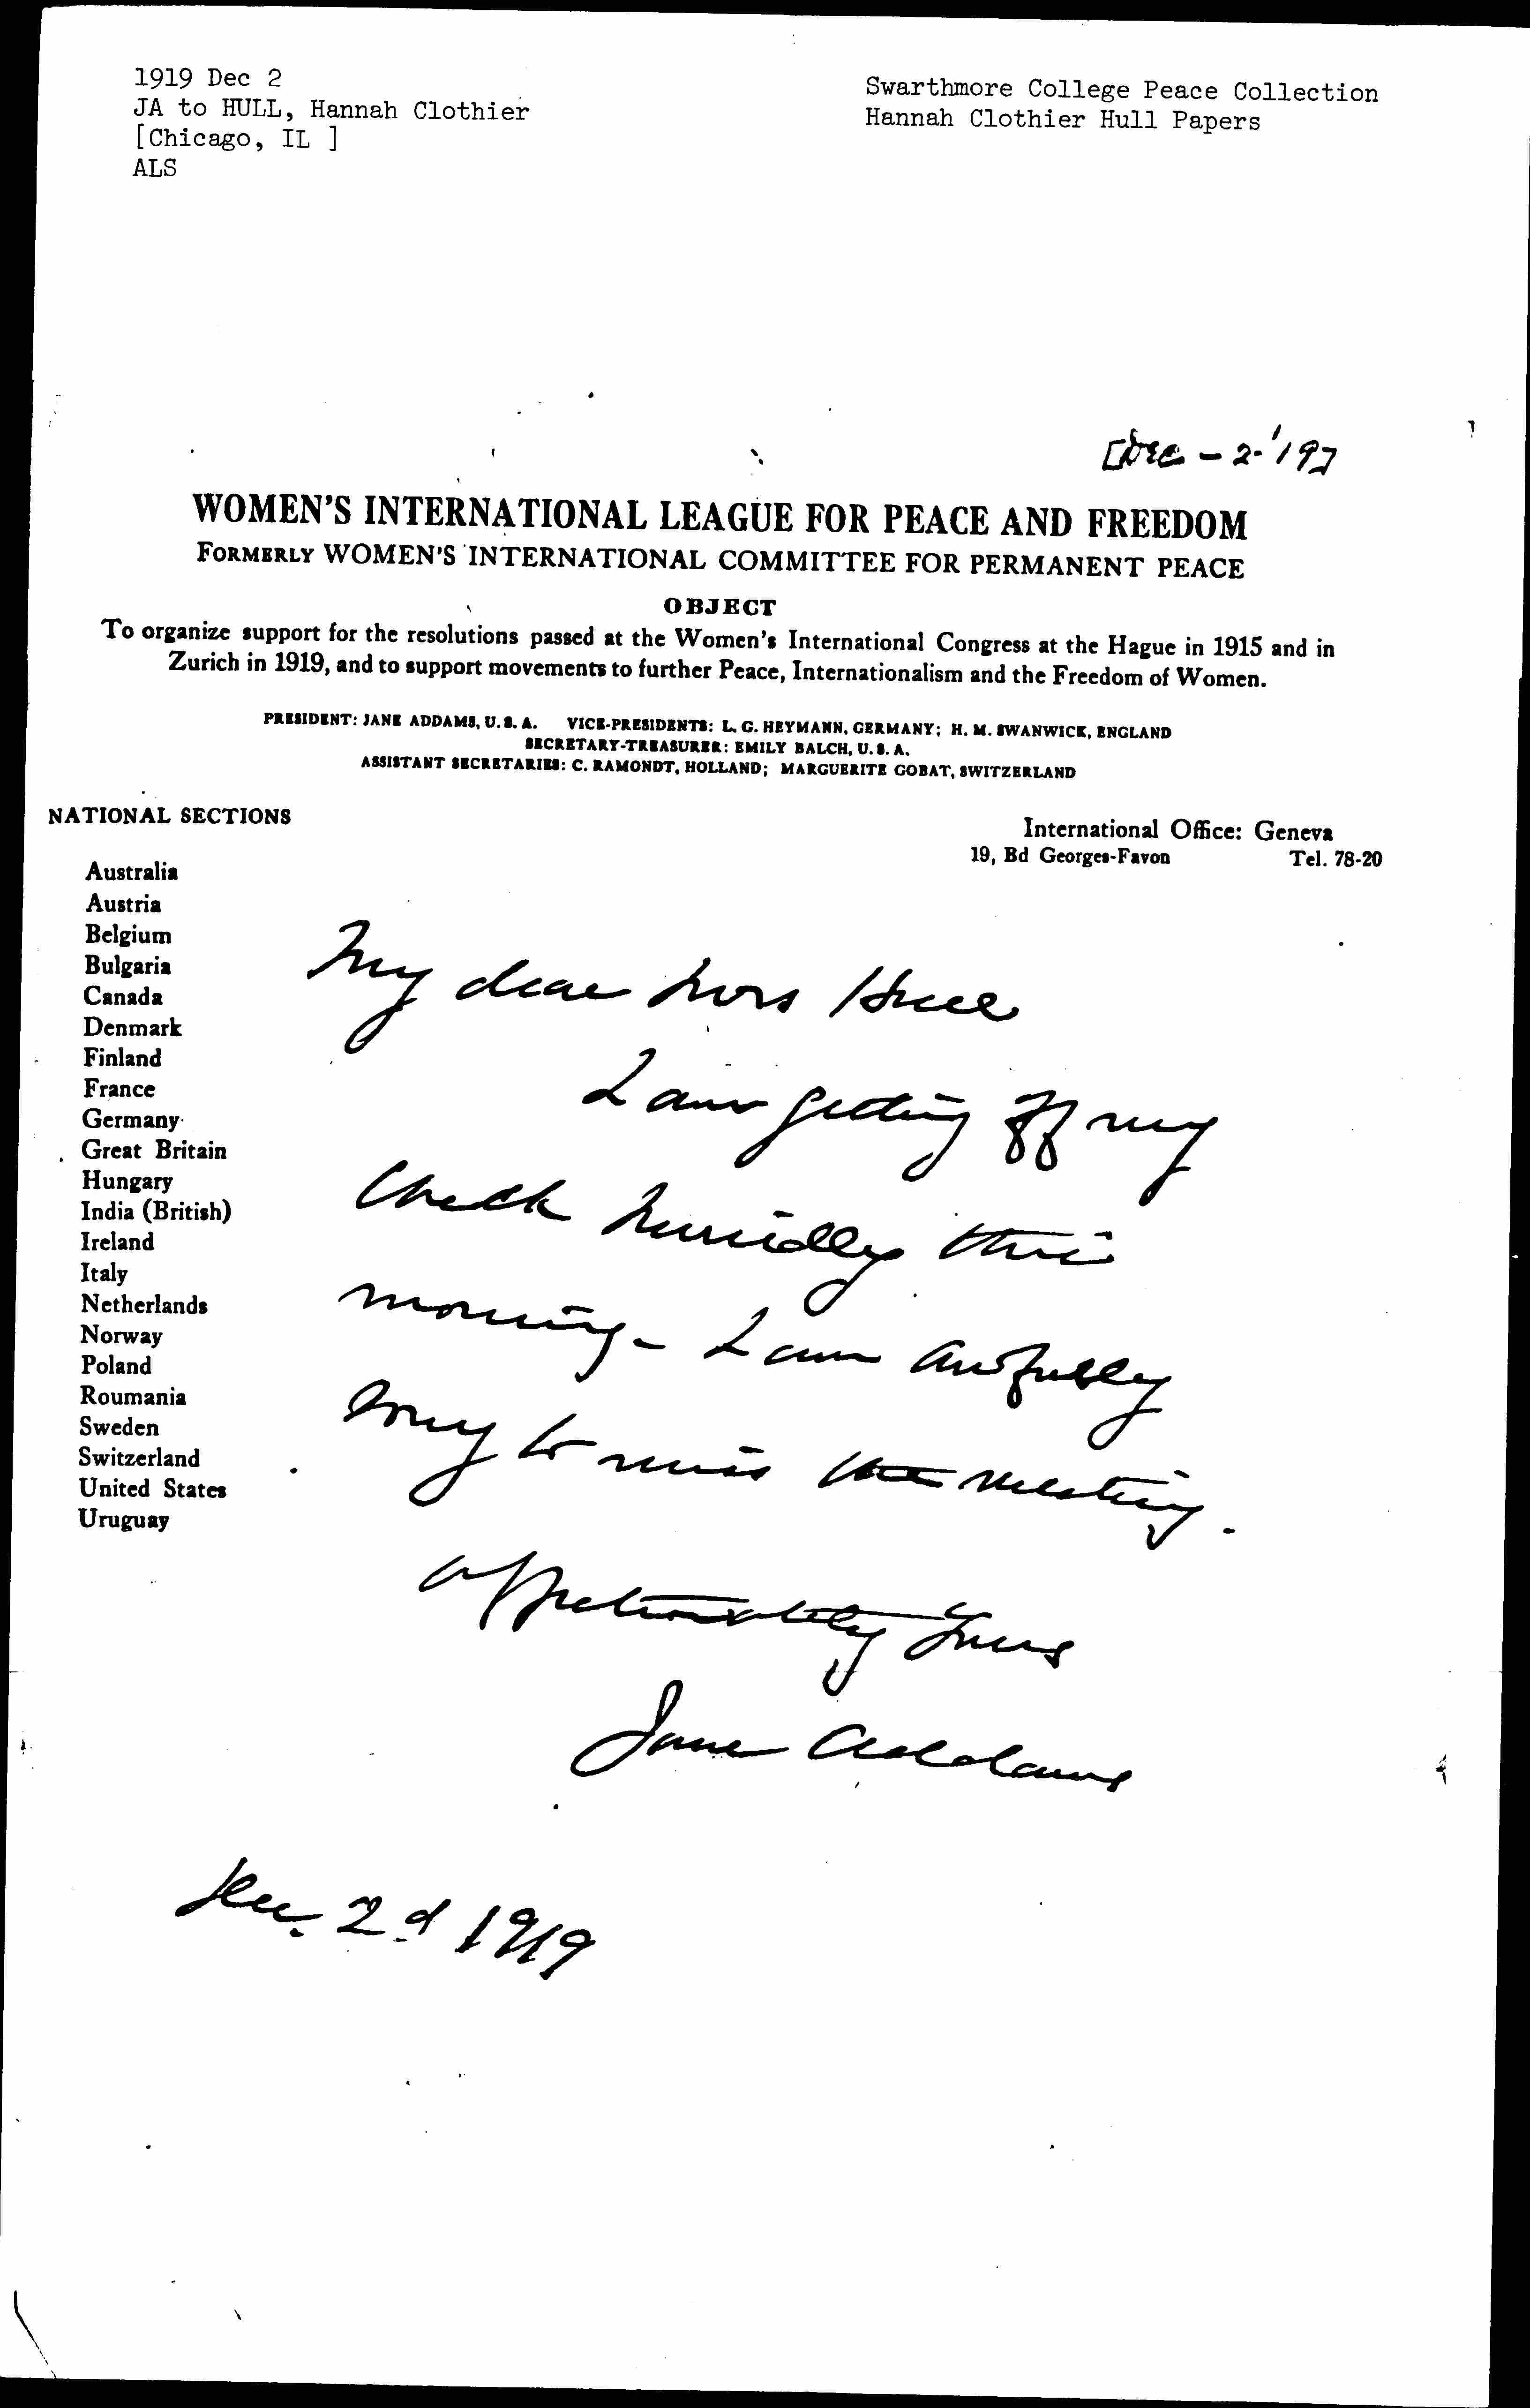 1919 Dec 2
JA to HULL, Hannah Clothier
[Chicago, IL ]
ALS
Swarthmore College Peace Collection
Hannah Clothier Hull Papers
[Dec - 2 - '19]
WOMEN'S INTERNATIONAL LEAGUE FOR PEACE AND FREEDOM
FORMERLY WOMEN'S INTERNATIONAL COMMITTEE FOR PERMANENT PEACE
OBJECT
To organize support for the resolutions passed at the Women's International Congress at the Hague in 1915 and in
Zurich in 1919, and to support movements to further Peace, Internationalism and the Freedom of Women.
PRESIDENT: JANE ADDAMS, U.S.A. VICE-PRESIDENTS: L. G. HEYMANN, GERMANY; H. M. SWANWICK, ENGLAND
SECRETARY-TREASURER: EMILY BALCH, U.S.A.
ASSISTANT SECRETARIES: C. RAMONDT, HOLLAND; MARGUERITE GOBAT, SWITZERLAND
NATIONAL SECTIONS
International Office: Geneva
19, Bd Georges-Favon Tel. 78-20
Australia
Austria
Belgium
Bulgaria
Canada
Denmark
Finland
France
Germany
Great Britain
Hungary
India (British)
Ireland
Italy
Netherlands
Norway
Poland
Roumania
Sweden
Switzerland
United States
Uruguay
My dear Mrs Hull
I am getting off my
check hurriedly this
morning - I am awfully
sorry to miss the meeting.
affectionately yours
Jane Addams
Dec. 2d 1919